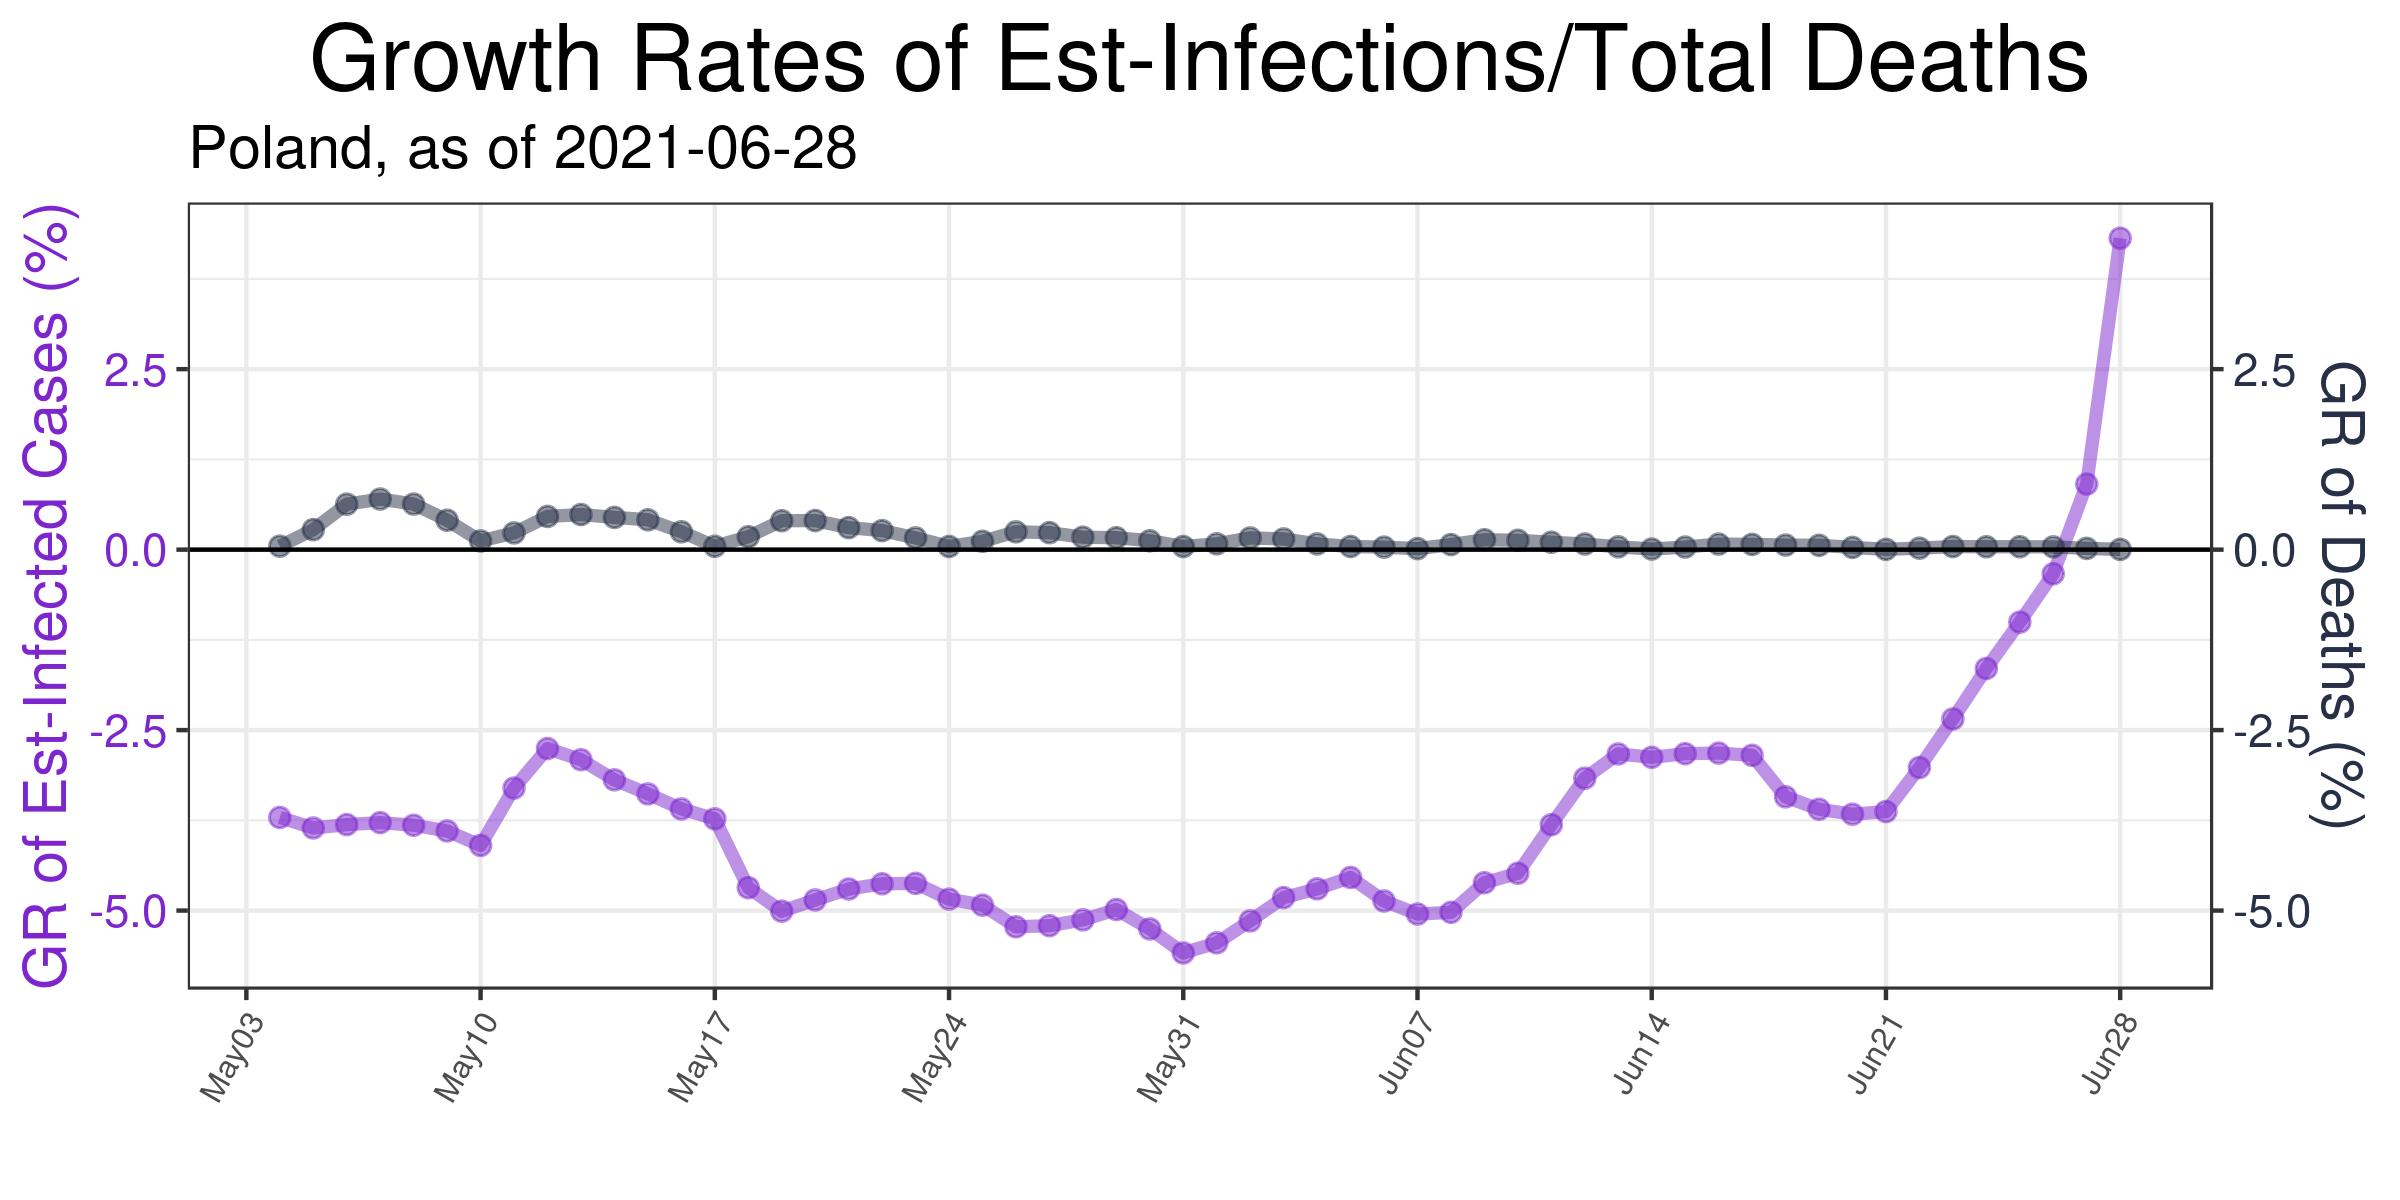 Growth Rates of Est-Infections/Total Deaths
Poland, as of 2021-06-28
GR of Est-Infected Cases (%)
2.5
0.0
-2.5
-5.0
2.5
0.0
-2.5
-5.0
GR of Deaths (%)
May03
May10
May17
May24
May31
Jun07
Jun14
Jun21
Jun28